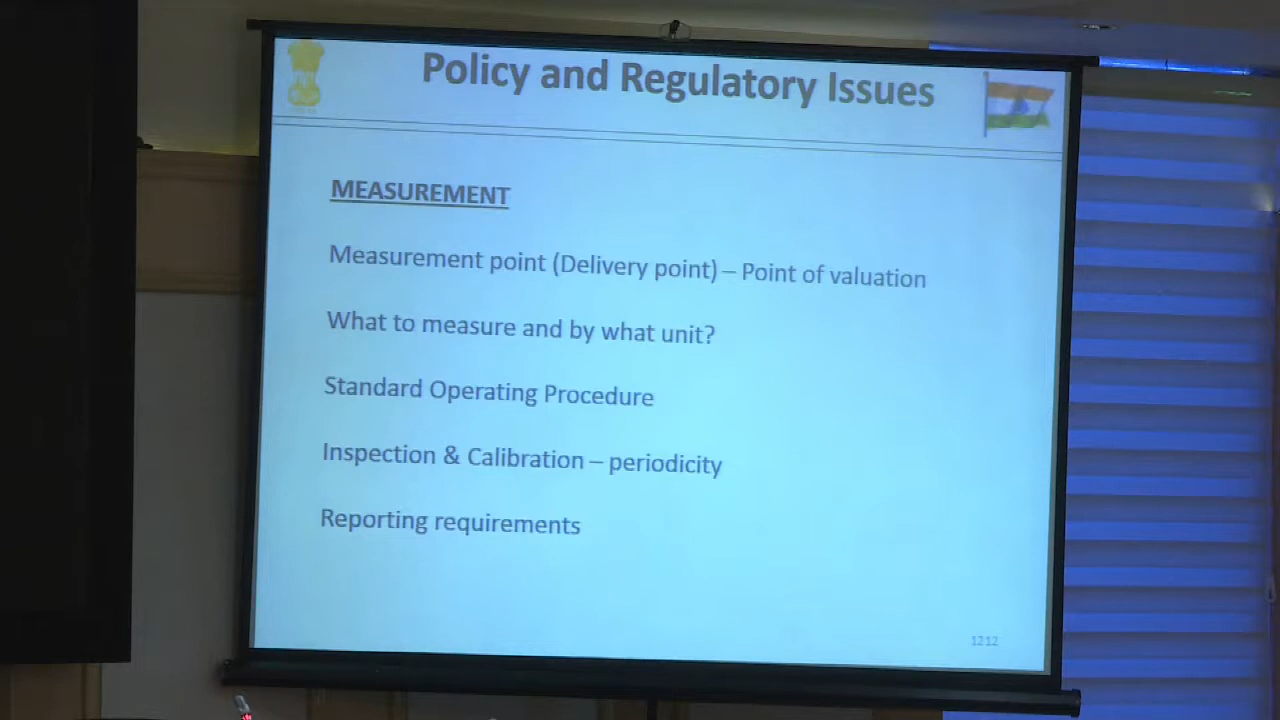 Policy and Regulatory Issues
MEASUREMENT
Measurement point (Delivery point) – Point of valuation
What to measure and by what unit?
Standard Operating Procedure
Inspection & Calibration – periodicity
Reporting requirements
1212